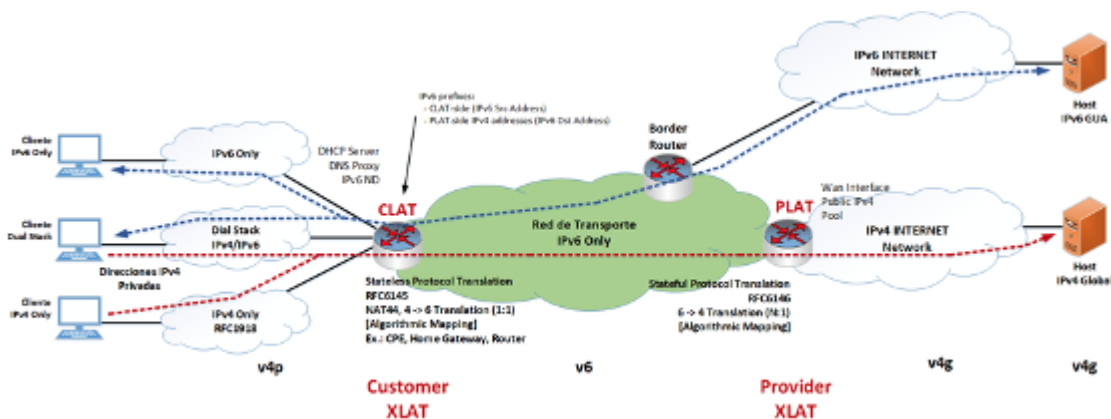 IPv6 INTERNET
Network
Host
IPv6 GUA
IPv6 prefixes:
- CLAT-side (IPv6 Src Address)
- PLAT-side IPv4 addresses (IPv6 Dst Address)
Border
Router
Cliente
IPv6 Only
IPv6 Only
DHCP Server
DNS Proxy
IPv6 ND
CLAT
PLAT
Wan Interface
Public IPv4
Pool
Cliente
Dual Stack
Dial Stack
IPv4/IPv6
Red de Transporte
IPv6 Only
IPv4 INTERNET
Network
Host
IPv4 Global
Direcciones IPv4
Privadas
Cliente
IPv4 Only
IPv4 Only
RFC1918
Stateless Protocol Translation
RFC6145
NAT44, 4 -> 6 Translation (1:1)
[Algorithmic Mapping]
Ex.: CPE, Home Gateway, Router
Stateful Protocol Translation
RFC6146
6 -> 4 Translation (N:1)
[Algorithmic Mapping]
v4p
v6
v4g
v4g
Customer
XLAT
Provider
XLAT